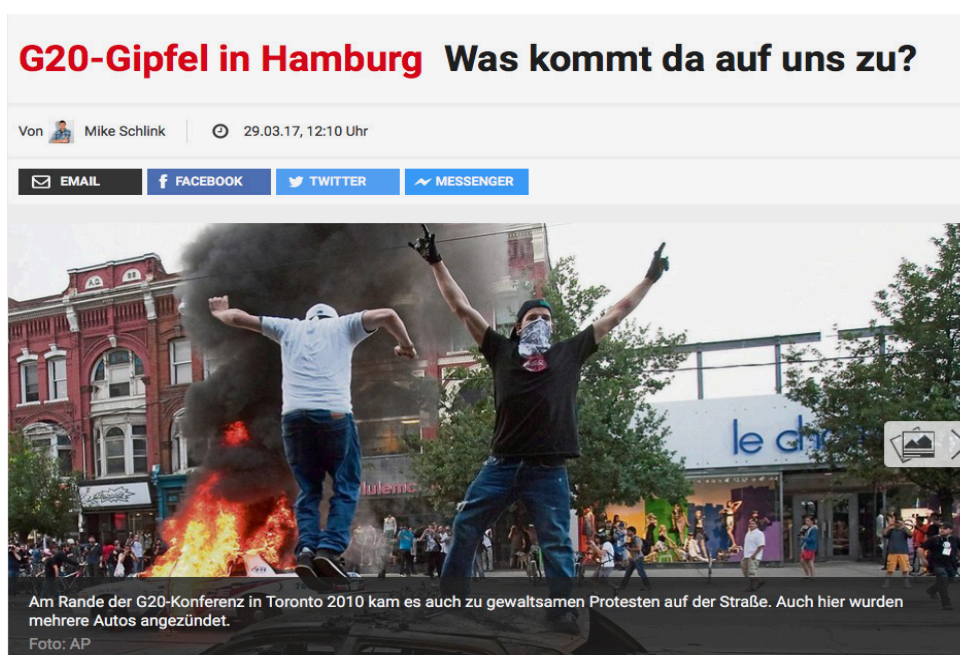 G20-Gipfel in Hamburg Was kommt da auf uns zu?
Von Mike Schlink 29.03.17, 12:10 Uhr
EMAIL FACEBOOK TWITTER MESSENGER
le ch
Am Rande der G20-Konferenz in Toronto 2010 kam es auch zu gewaltsamen Protesten auf der Straße. Auch hier wurden
mehrere Autos angezündet.
Foto: AP